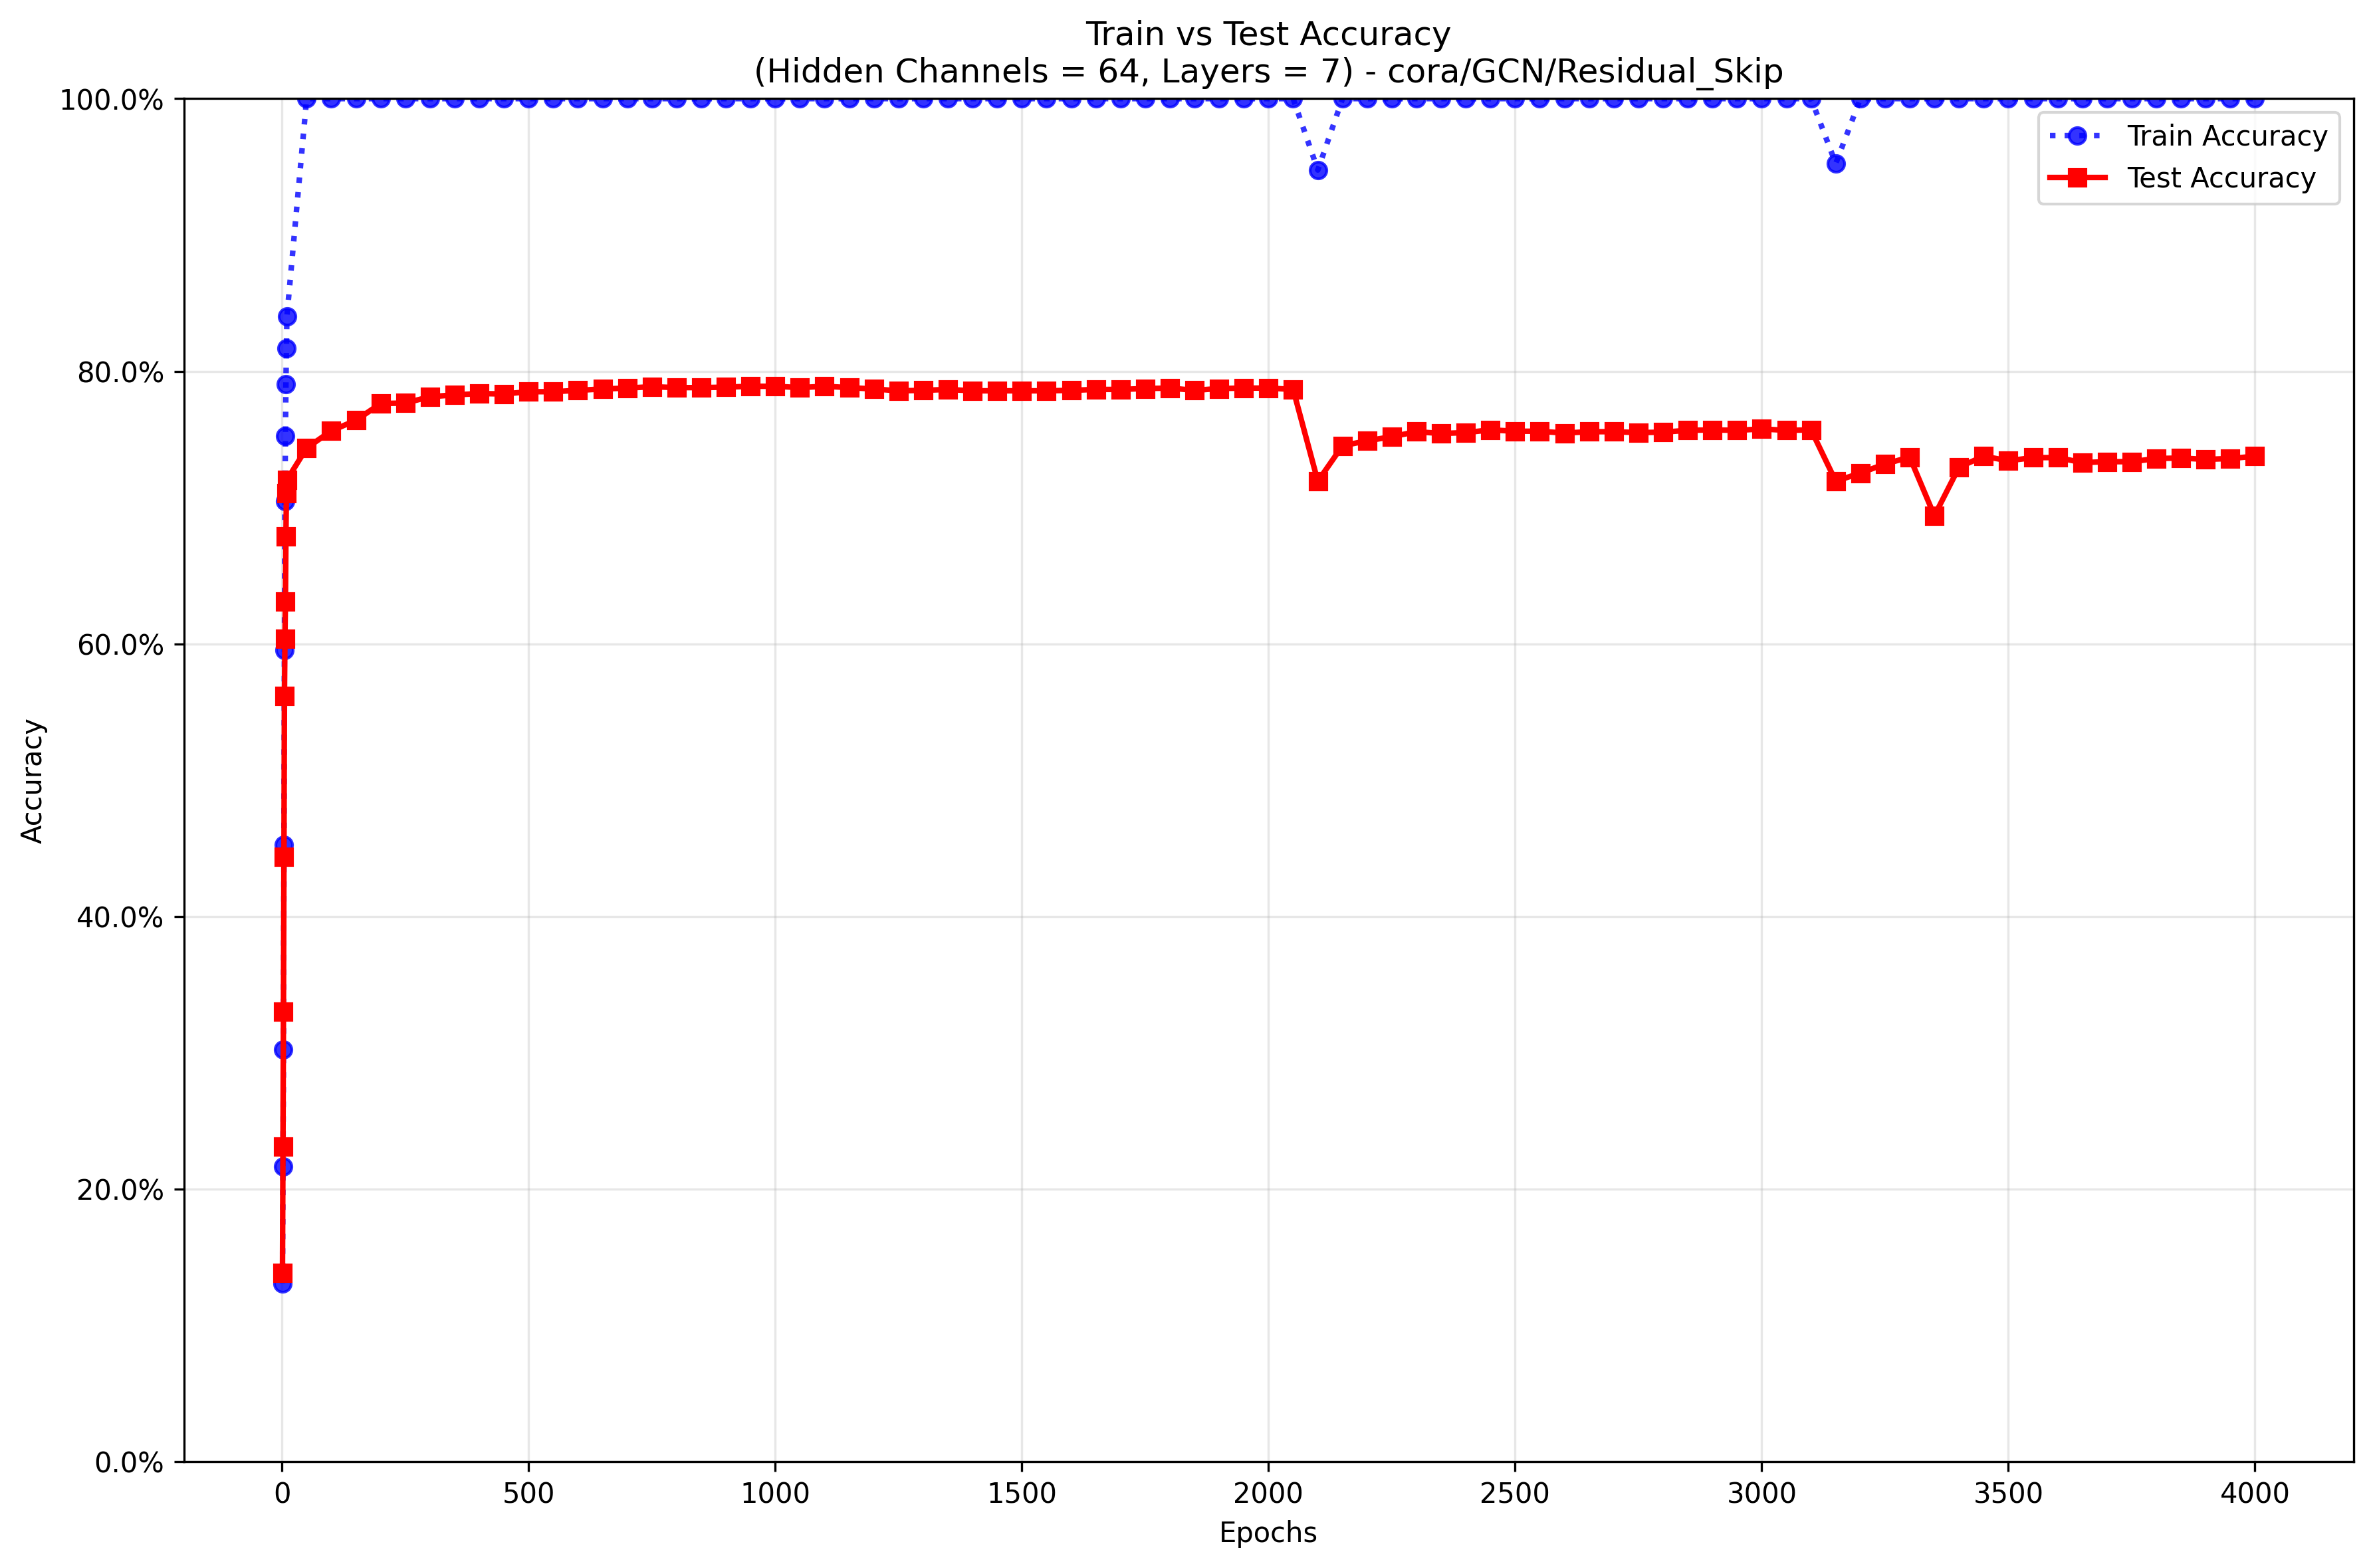 Train vs Test Accuracy
(Hidden Channels = 64, Layers = 7) - cora/GCN/Residual_Skip
100.0%
80.0%
60.0%
40.0%
20.0%
0.0%
Accuracy
Train Accuracy
Test Accuracy
0 500 1000 1500 2000 2500 3000 3500 4000
Epochs